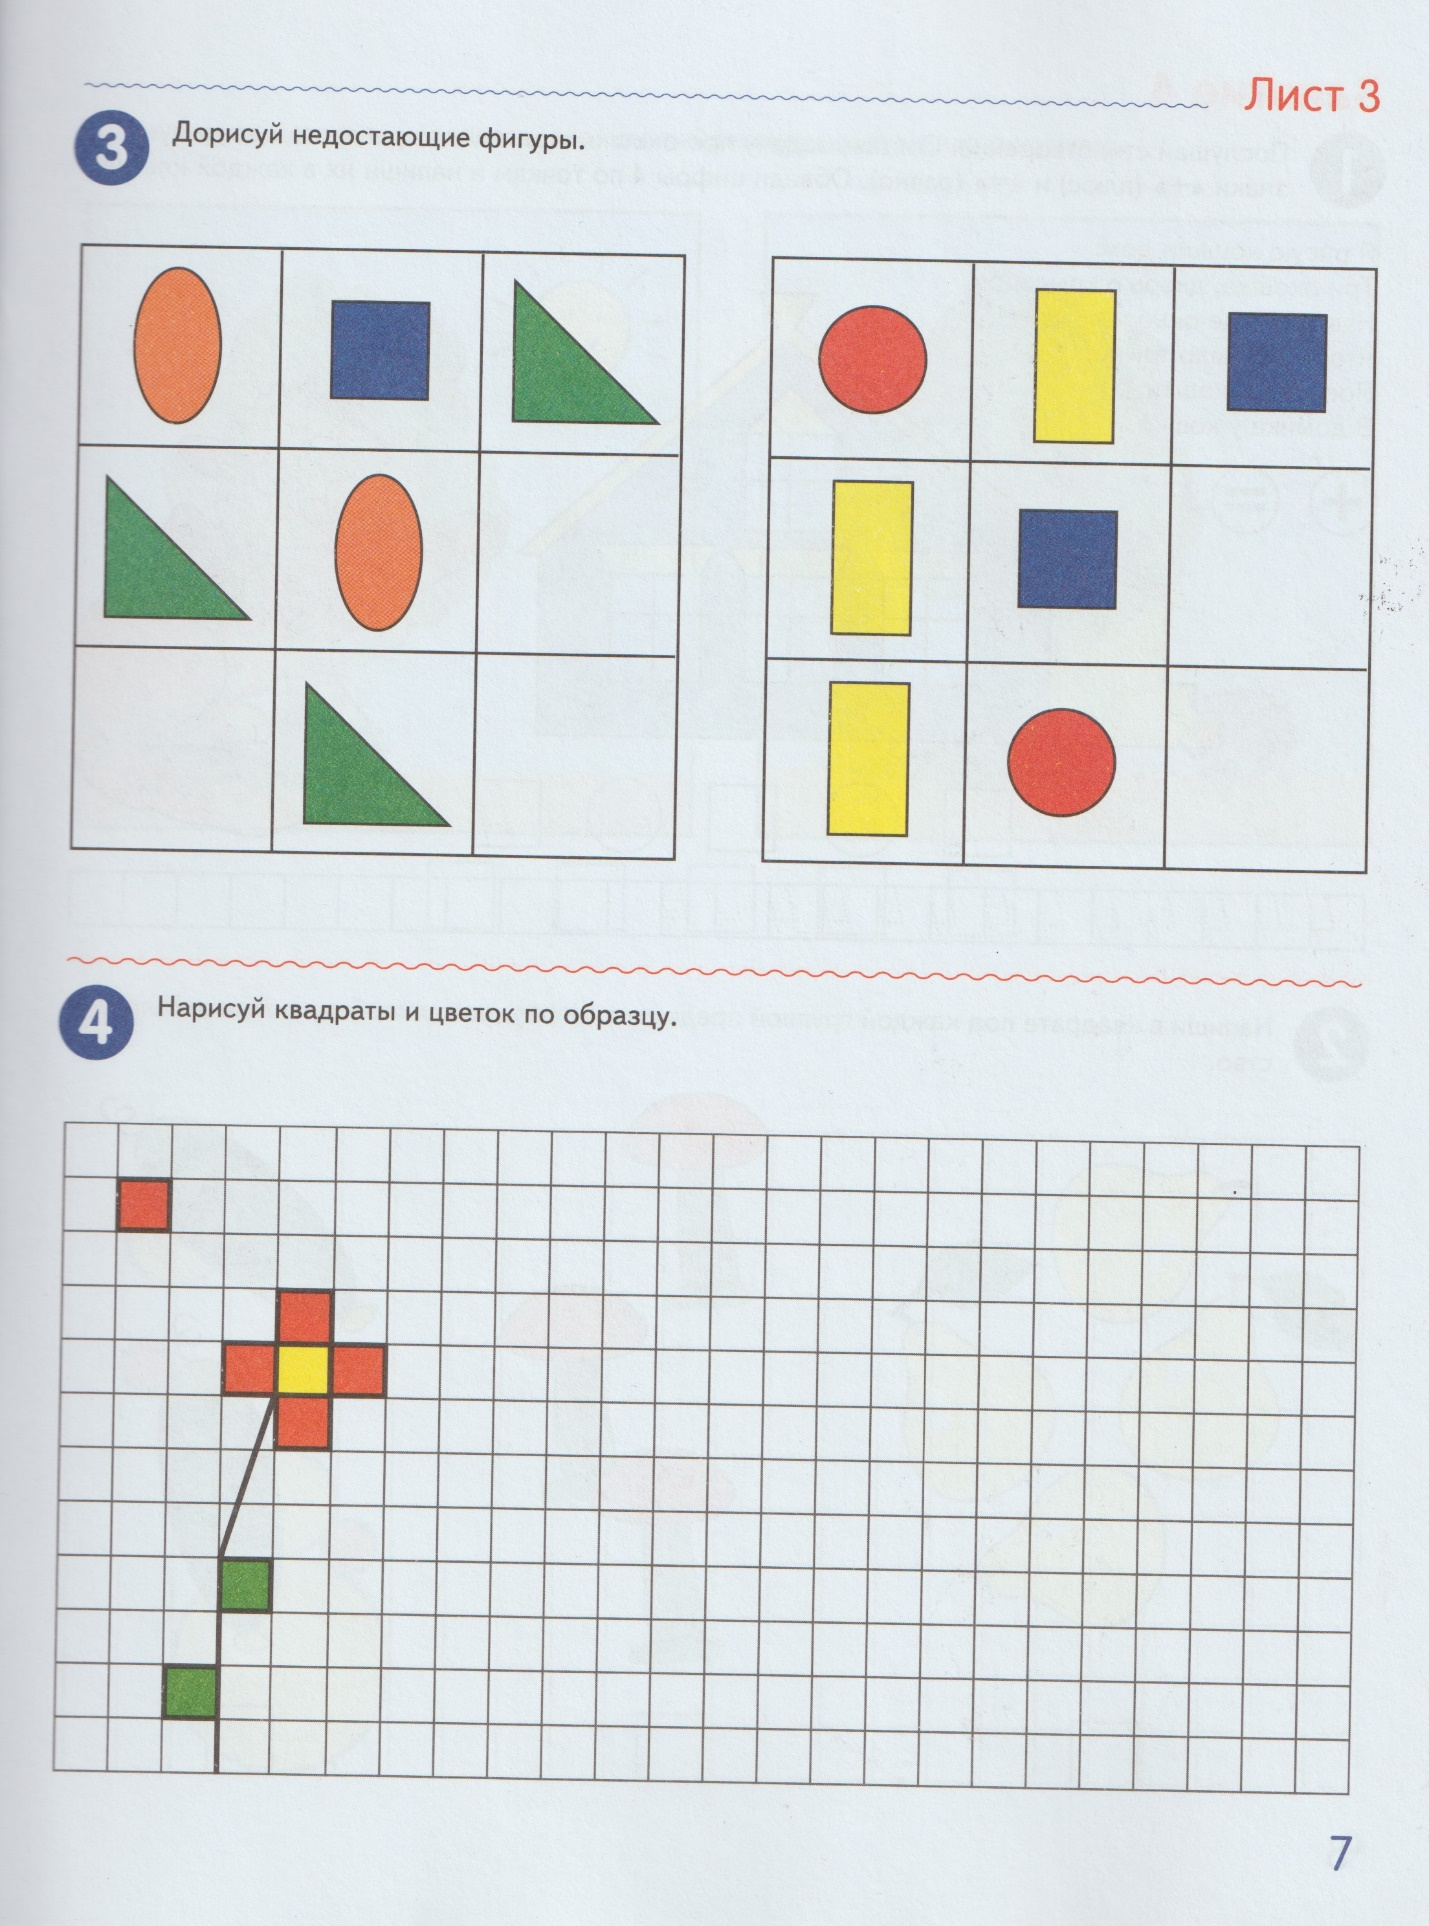 Лист 3
3 Дорисуй недостающие фигуры.
4 Нарисуй квадраты и цветок по образцу.
7